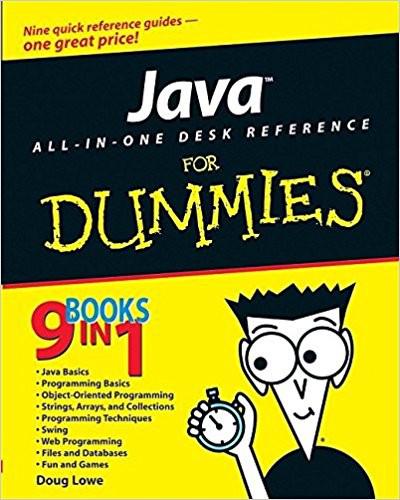 Nine quick reference guides —
one great price!
Java™
ALL-IN-ONE DESK REFERENCE
FOR
DUMMIES®
9 BOOKS IN 1
• Java Basics
• Programming Basics
• Object-Oriented Programming
• Strings, Arrays, and Collections
• Programming Techniques
• Swing
• Web Programming
• Files and Databases
• Fun and Games
Doug Lowe